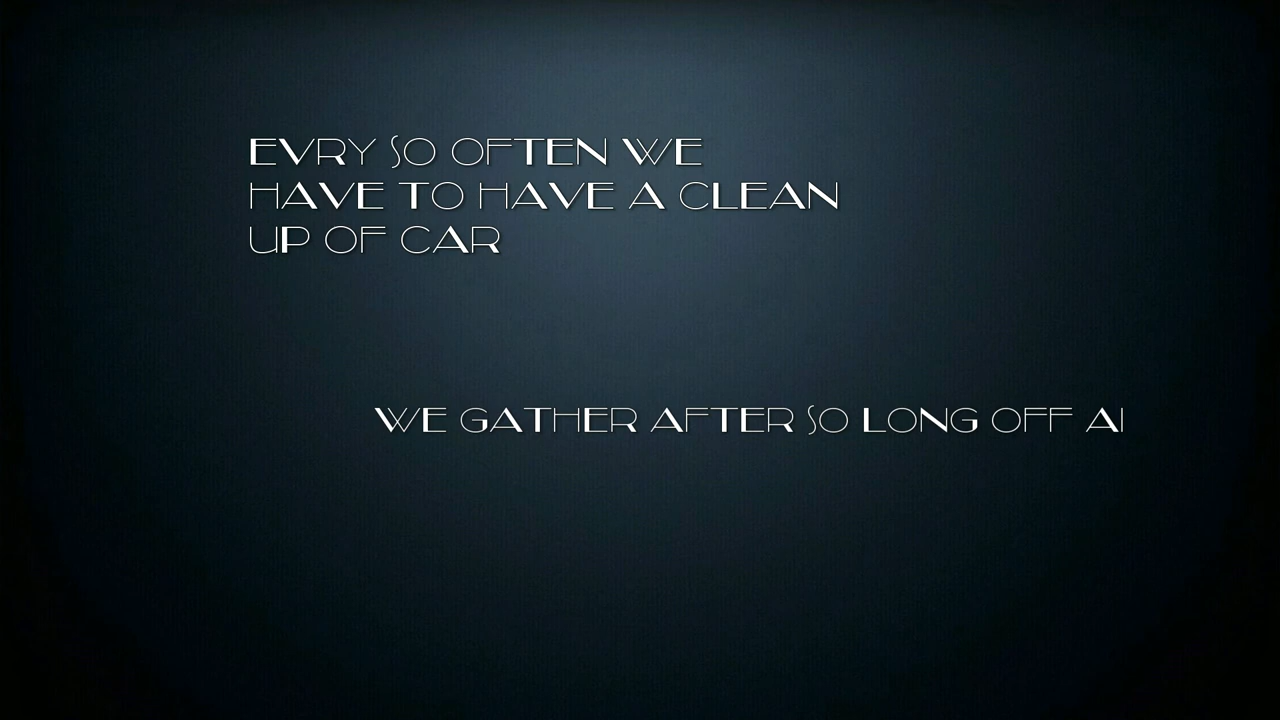 EVRY SO OFTEN WE
HAVE TO HAVE A CLEAN
UP OF CAR
WE GATHER AFTER SO LONG OFF AI